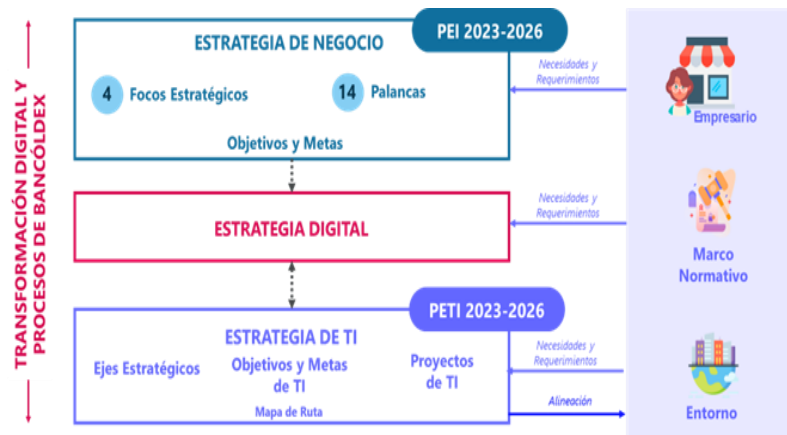 TRANSFORMACIÓN DIGITAL Y
PROCESOS DE BANCÓLDEX
PEI 2023-2026
ESTRATEGIA DE NEGOCIO
4 Focos Estratégicos
14 Palancas
Objetivos y Metas
Necesidades y
Requerimientos
Empresario
ESTRATEGIA DIGITAL
Necesidades y
Requerimientos
Marco
Normativo
PETI 2023-2026
ESTRATEGIA DE TI
Ejes Estratégicos
Objetivos y Metas
de TI
Proyectos
de TI
Mapa de Ruta
Necesidades y
Requerimientos
Alineación
Entorno